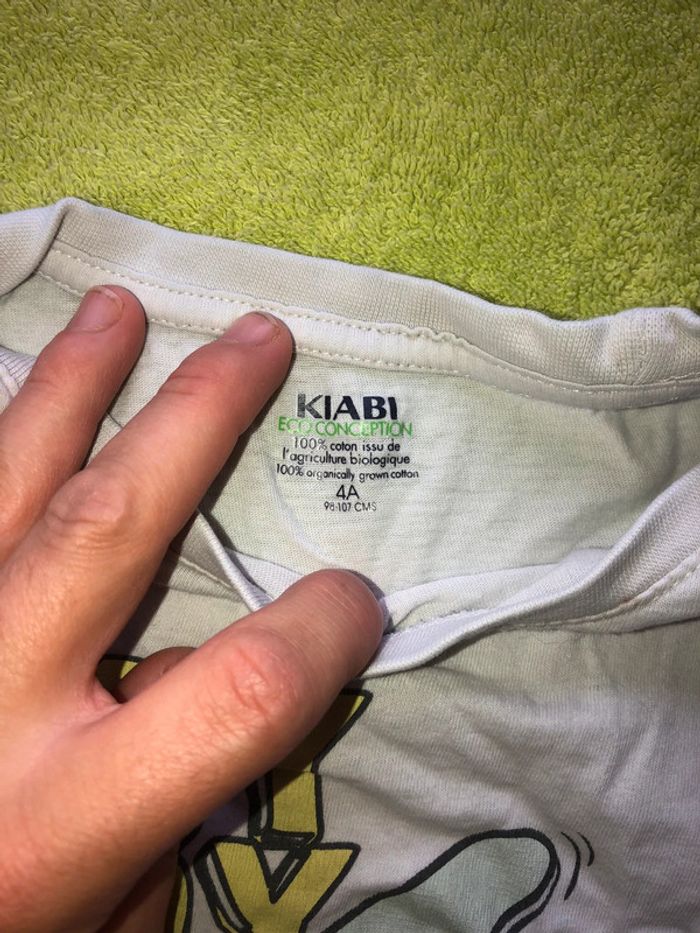 KIABI
ECO CONCEPTION
100% coton issu de
l'agriculture biologique
100% organically grown cotton
4A
98-107 CMS